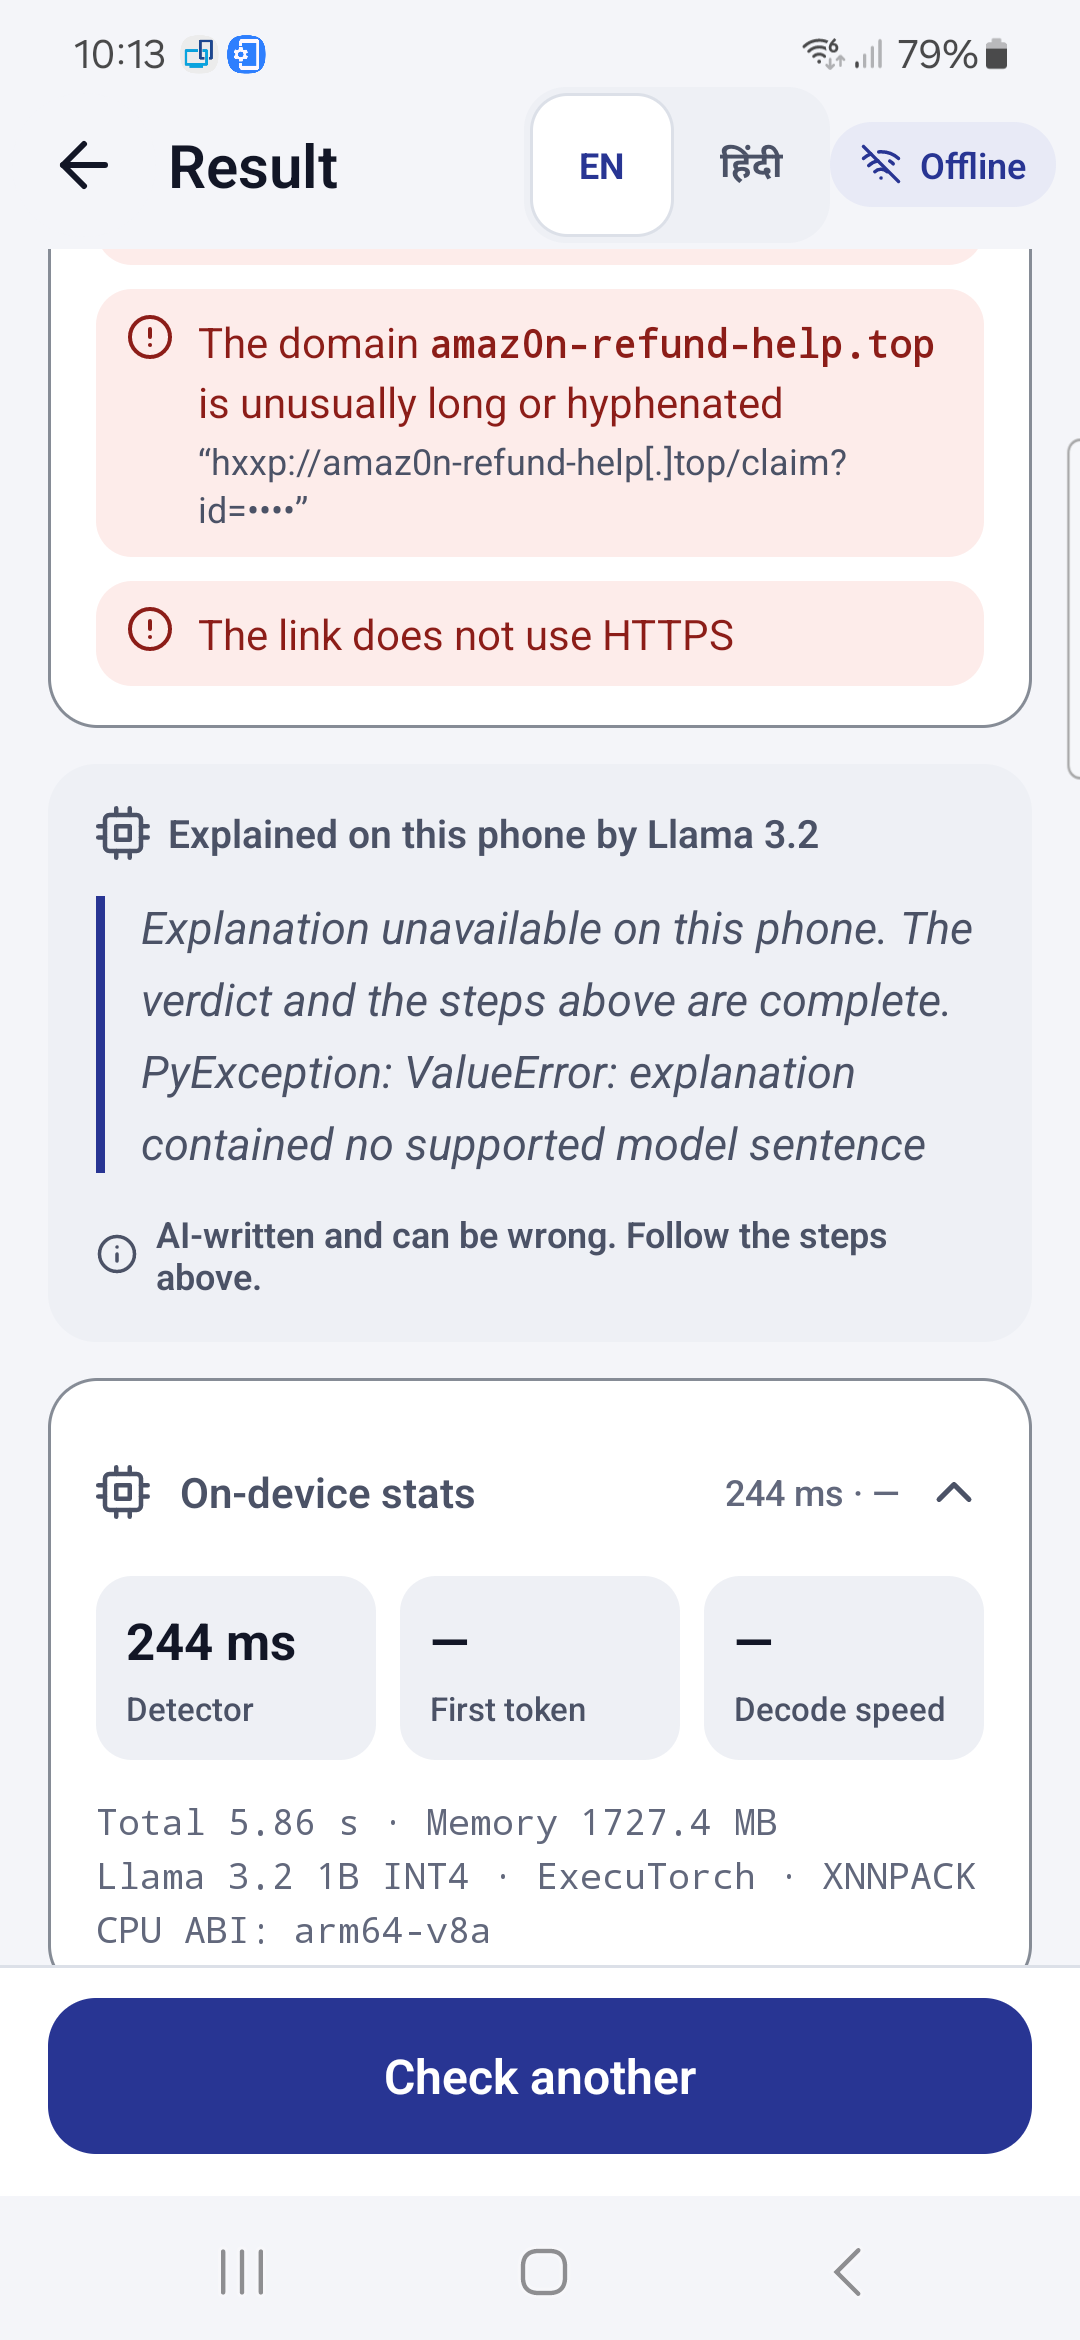 10:13
79%
Result
EN
हिंदी
Offline
The domain amaz0n-refund-help.top
is unusually long or hyphenated
“hxxp://amaz0n-refund-help[.]top/claim?
id=••••”
The link does not use HTTPS
Explained on this phone by Llama 3.2
Explanation unavailable on this phone. The
verdict and the steps above are complete.
PyException: ValueError: explanation
contained no supported model sentence
AI-written and can be wrong. Follow the steps
above.
On-device stats
244 ms · —
244 ms
Detector
—
First token
—
Decode speed
Total 5.86 s · Memory 1727.4 MB
Llama 3.2 1B INT4 · ExecuTorch · XNNPACK
CPU ABI: arm64-v8a
Check another